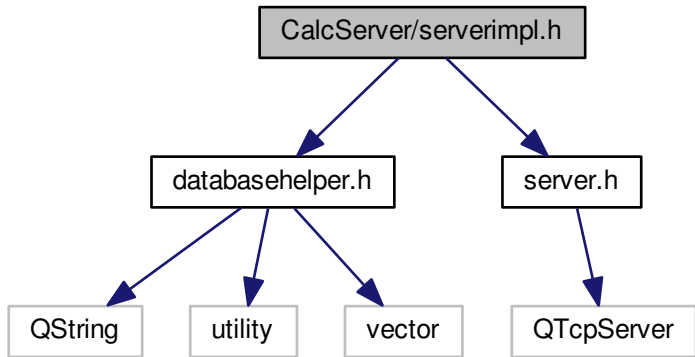 CalcServer/serverimpl.h
databasehelper.h
server.h
QString
utility
vector
QTcpServer